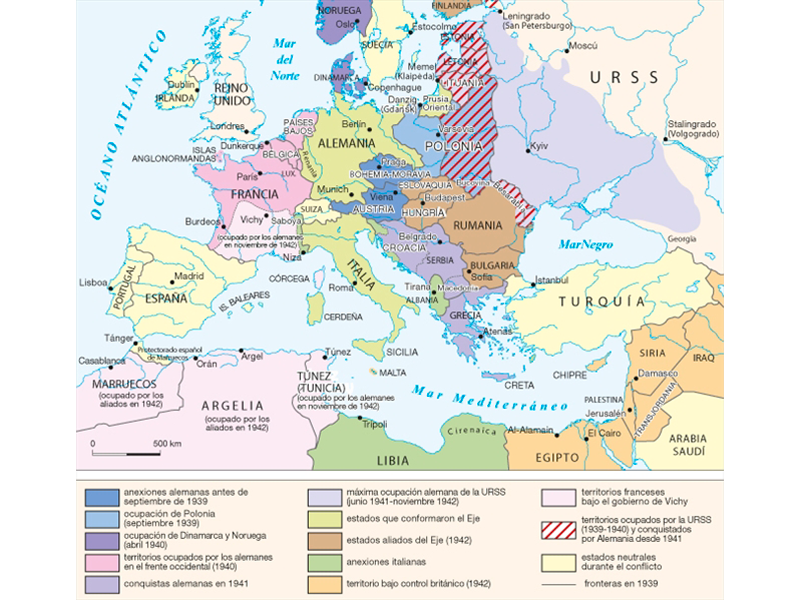 NORUEGA
Oslo
FINLANDIA
Leningrado
(San Petersburgo)
Estocolmo
ESTONIA
SUECIA
Moscú
OCÉANO ATLÁNTICO
Mar
del
Norte
LETONIA
URSS
DINAMARCA
Memel
(Klaipeda)
LITUANIA
Copenhague
Dublín
IRLANDA
REINO
UNIDO
Danzig
(Gdansk)
Prusia
Oriental
Stalingrado
(Volgogrado)
Londres
PAÍSES
BAJOS
Berlín
Varsovia
ALEMANIA
POLONIA
Kyiv
Dunkerque
ISLAS
ANGLONORMANDAS
BÉLGICA
Renania
LUX.
Praga
BOHEMIA-MORAVIA
París
FRANCIA
Munich
Viena
ESLOVAQUIA
Bucovina
Besarabia
AUSTRIA
Budapest
HUNGRÍA
SUIZA
Burdeos
Vichy
Saboya
(ocupado por los alemanes
en noviembre de 1942)
Niza
RUMANIA
Belgrado
CROACIA
SERBIA
Mar Negro
Georgia
CÓRCEGA
ITALIA
BULGARIA
Sofía
Lisboa
PORTUGAL
Madrid
ESPAÑA
IS. BALEARES
Roma
Tirana
Macedonia
ALBANIA
Istanbul
TURQUÍA
CERDEÑA
GRECIA
Atenas
Tánger
Protectorado español
de Marruecos
Casablanca
Orán
Argel
Túnez
SICILIA
MALTA
CRETA
CHIPRE
SIRIA
IRAQ
Damasco
MARRUECOS
(ocupado por los
aliados en 1942)
ARGELIA
(ocupado por los
aliados en 1942)
TÚNEZ
(TUNICIA)
(ocupado por los alemanes
en noviembre de 1942)
Mar Mediterráneo
PALESTINA
Jerusalén
TRANSJORDANIA
Trípoli
Cirenaica
Al-Alamain
El Cairo
LIBIA
EGIPTO
ARABIA
SAUDÍ
0
500 km
anexiones alemanas antes de
septiembre de 1939
ocupación de Polonia
(septiembre 1939)
ocupación de Dinamarca y Noruega
(abril 1940)
territorios ocupados por los alemanes
en el frente occidental (1940)
conquistas alemanas en 1941
máxima ocupación alemana de la URSS
(junio 1941-noviembre 1942)
estados que conformaron el Eje
estados aliados del Eje (1942)
anexiones italianas
territorio bajo control británico (1942)
territorios franceses
bajo el gobierno de Vichy
territorios ocupados por la URSS
(1939-1940) y conquistados
por Alemania desde 1941
estados neutrales
durante el conflicto
fronteras en 1939